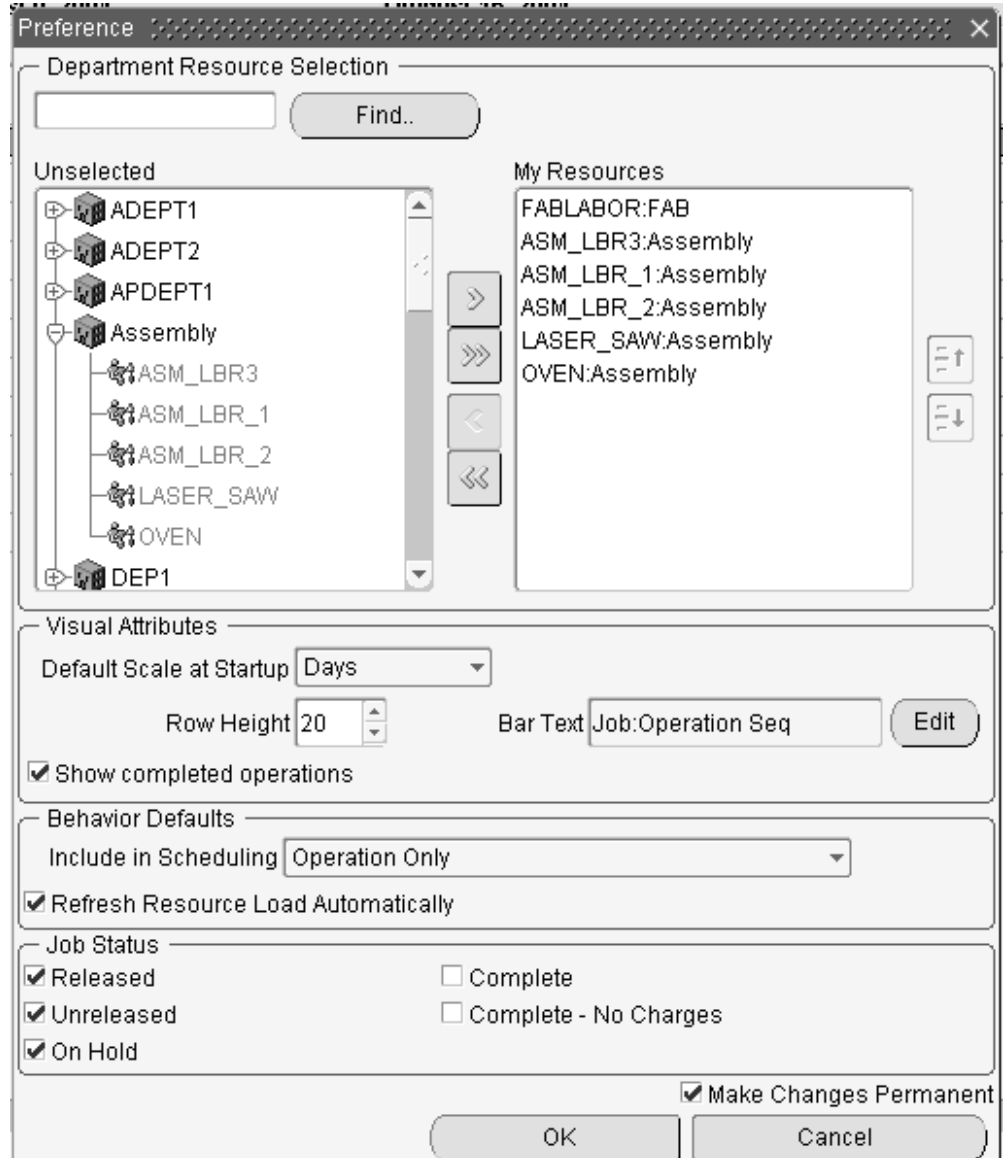 Preference
Department Resource Selection
Find..
Unselected
My Resources
ADEPT1
ADEPT2
APDEPT1
Assembly
ASM_LBR3
ASM_LBR_1
ASM_LBR_2
LASER_SAW
OVEN
DEP1
FABLABOR:FAB
ASM_LBR3:Assembly
ASM_LBR_1:Assembly
ASM_LBR_2:Assembly
LASER_SAW:Assembly
OVEN:Assembly
Visual Attributes
Default Scale at Startup Days
Row Height 20 Bar Text Job:Operation Seq Edit
Show completed operations
Behavior Defaults
Include in Scheduling Operation Only
Refresh Resource Load Automatically
Job Status
Released Complete
Unreleased Complete - No Charges
On Hold
Make Changes Permanent
OK Cancel